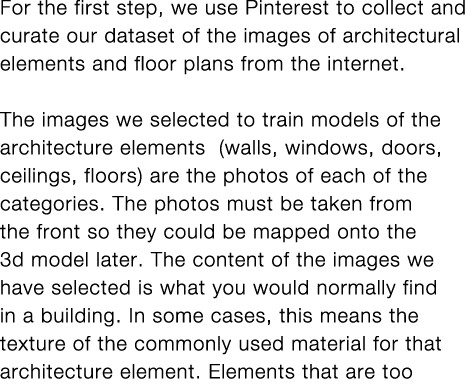 For the first step, we use Pinterest to collect and
curate our dataset of the images of architectural
elements and floor plans from the internet.

The images we selected to train models of the
architecture elements  (walls, windows, doors,
ceilings, floors) are the photos of each of the
categories. The photos must be taken from
the front so they could be mapped onto the
3d model later. The content of the images we
have selected is what you would normally find
in a building. In some cases, this means the
texture of the commonly used material for that
architecture element. Elements that are too